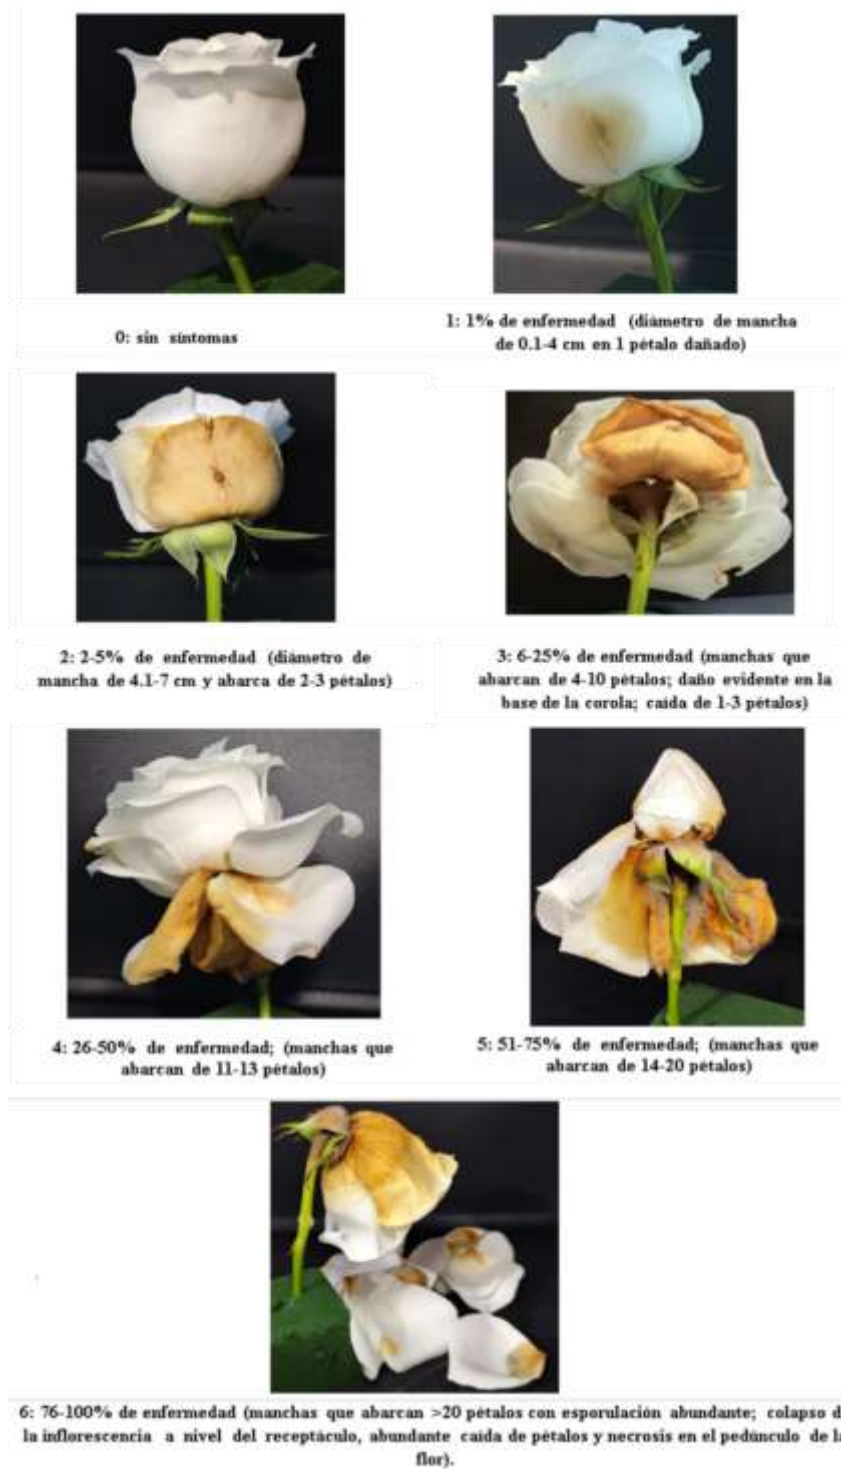 0: sin síntomas
1: 1% de enfermedad (diámetro de mancha
de 0.1-4 cm en 1 pétalo dañado)
2: 2-5% de enfermedad (diámetro de
mancha de 4.1-7 cm y abarca de 2-3 pétalos)
3: 6-25% de enfermedad (manchas que
abarcan de 4-10 pétalos; daño evidente en la
base de la corola; caída de 1-3 pétalos)
4: 26-50% de enfermedad; (manchas que
abarcan de 11-13 pétalos)
5: 51-75% de enfermedad; (manchas que
abarcan de 14-20 pétalos)
6: 76-100% de enfermedad (manchas que abarcan >20 pétalos con esporulación abundante; colapso d
la inflorescencia a nivel del receptáculo, abundante caída de pétalos y necrosis en el pedúnculo de la
flor).